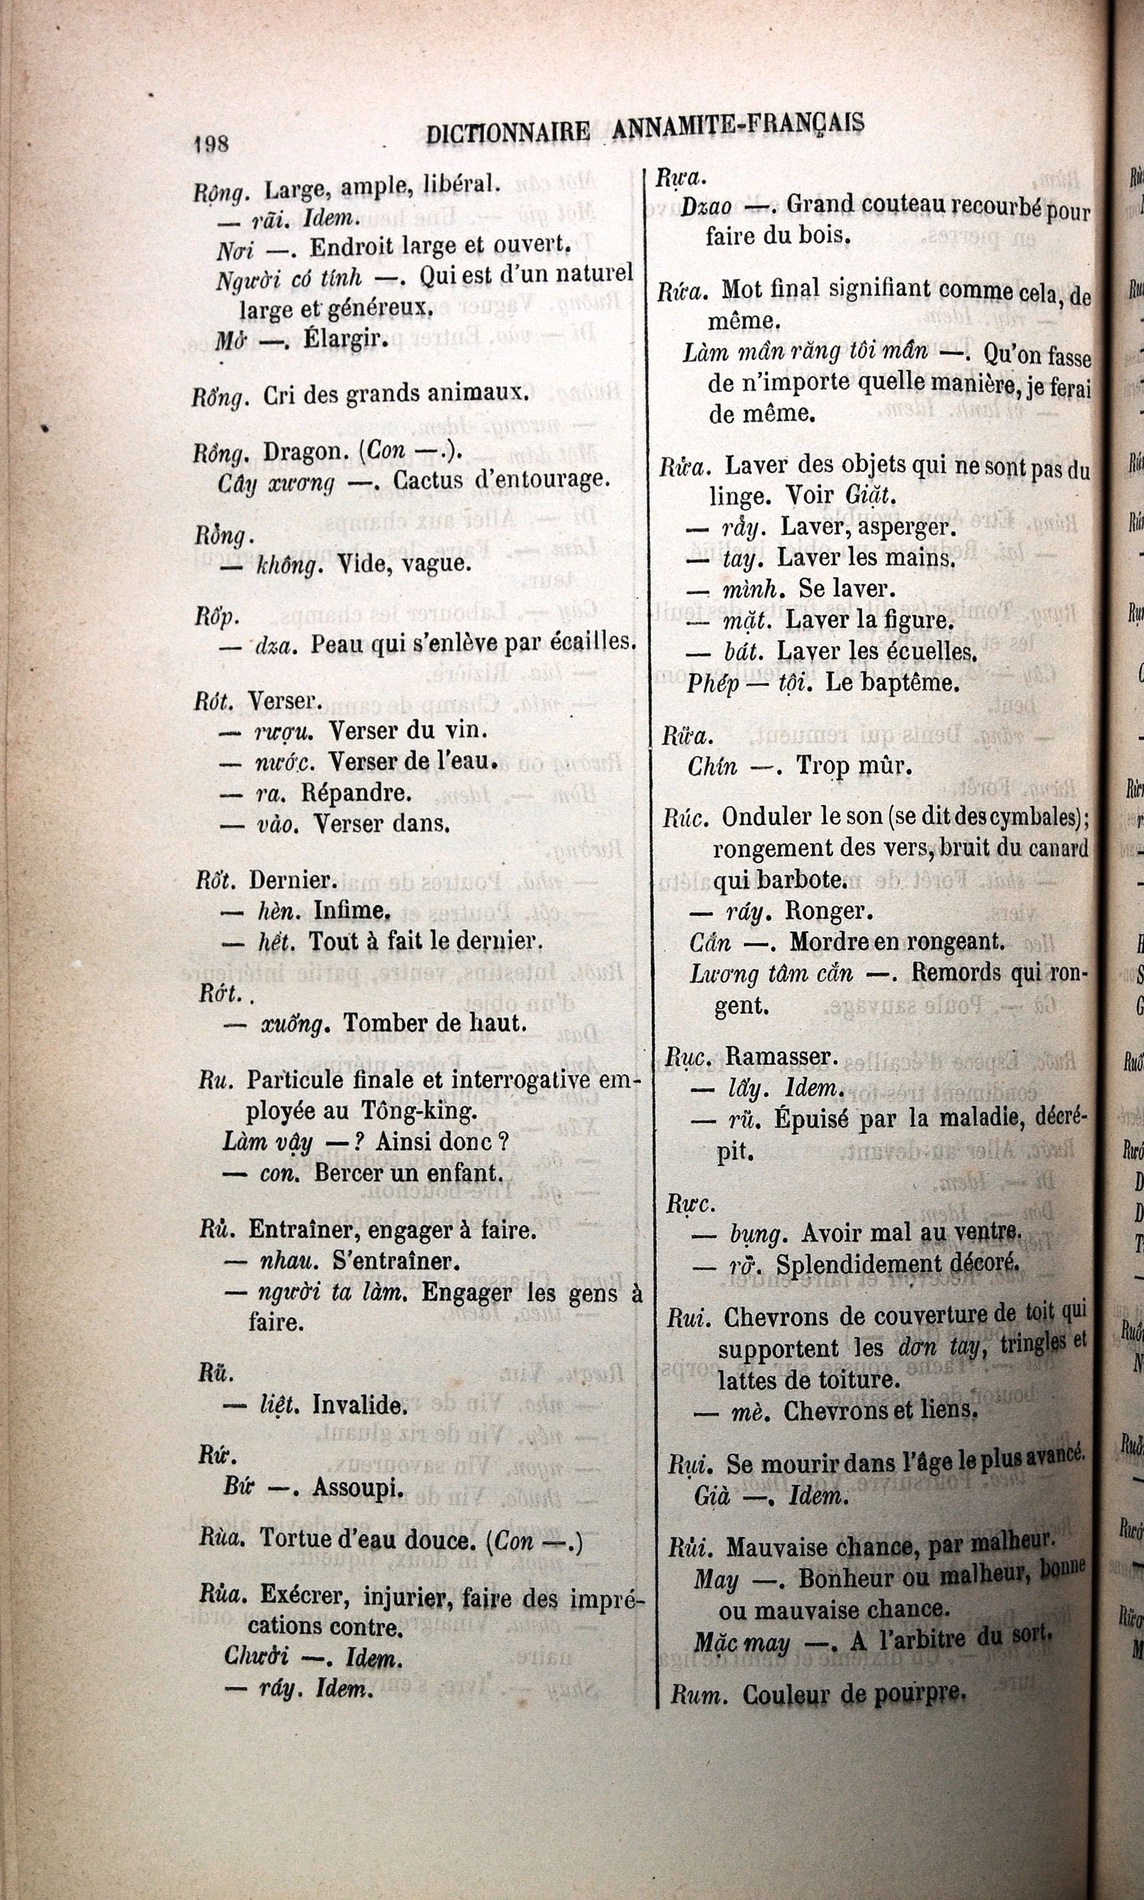 198
DICTIONNAIRE ANNAMITE-FRANÇAIS
Rộng. Large, ample, libéral.
— rãi. Idem.
Nơi —. Endroit large et ouvert.
Người có tính —. Qui est d'un naturel
large et généreux.
Mở —. Élargir.
Rống. Cri des grands animaux.
Rồng. Dragon. (Con —.).
Cây xương —. Cactus d'entourage.
Rỗng.
— không. Vide, vague.
Rốp.
— dza. Peau qui s'enlève par écailles.
Rót. Verser.
— rượu. Verser du vin.
— nước. Verser de l'eau.
— ra. Répandre.
— vào. Verser dans.
Rốt. Dernier.
— hèn. Infime.
— hết. Tout à fait le dernier.
Rớt. .
— xuống. Tomber de haut.
Ru. Particule finale et interrogative em-
ployée au Tông-king.
Làm vậy —? Ainsi donc?
— con. Bercer un enfant.
Rủ. Entraîner, engager à faire.
— nhau. S'entraîner.
— người ta làm. Engager les gens à
faire.
Rũ.
— liệt. Invalide.
Rứ.
Bứ —. Assoupi.
Rùa. Tortue d'eau douce. (Con —.)
Rủa. Exécrer, injurier, faire des impré-
cations contre.
Chưởi —. Idem.
— ráy. Idem.
Rựa.
Dzao —. Grand couteau recourbé pour
faire du bois.
Rứa. Mot final signifiant comme cela, de
même.
Làm mần răng tôi mần —. Qu'on fasse
de n'importe quelle manière, je ferai
de même.
Rửa. Laver des objets qui ne sont pas du
linge. Voir Giặt.
— rảy. Laver, asperger.
— tay. Laver les mains.
— mình. Se laver.
— mặt. Laver la figure.
— bát. Laver les écuelles.
Phép — tội. Le baptême.
Rữa.
Chín —. Trop mûr.
Rúc. Onduler le son (se dit des cymbales);
rongement des vers, bruit du canard
qui barbote.
— ráy. Ronger.
Cắn —. Mordre en rongeant.
Lương tâm cắn —. Remords qui ron-
gent.
Rục. Ramasser.
— lấy. Idem.
— rũ. Épuisé par la maladie, décré-
pit.
Rực.
— bụng. Avoir mal au ventre.
— rỡ. Splendidement décoré.
Rui. Chevrons de couverture de toit qui
supportent les dơn tay, tringles et
lattes de toiture.
— mè. Chevrons et liens.
Rụi. Se mourir dans l'âge le plus avancé.
Già —. Idem.
Rủi. Mauvaise chance, par malheur.
May —. Bonheur ou malheur, bonne
ou mauvaise chance.
Mặc may —. A l'arbitre du sort.
Rum. Couleur de pourpre.